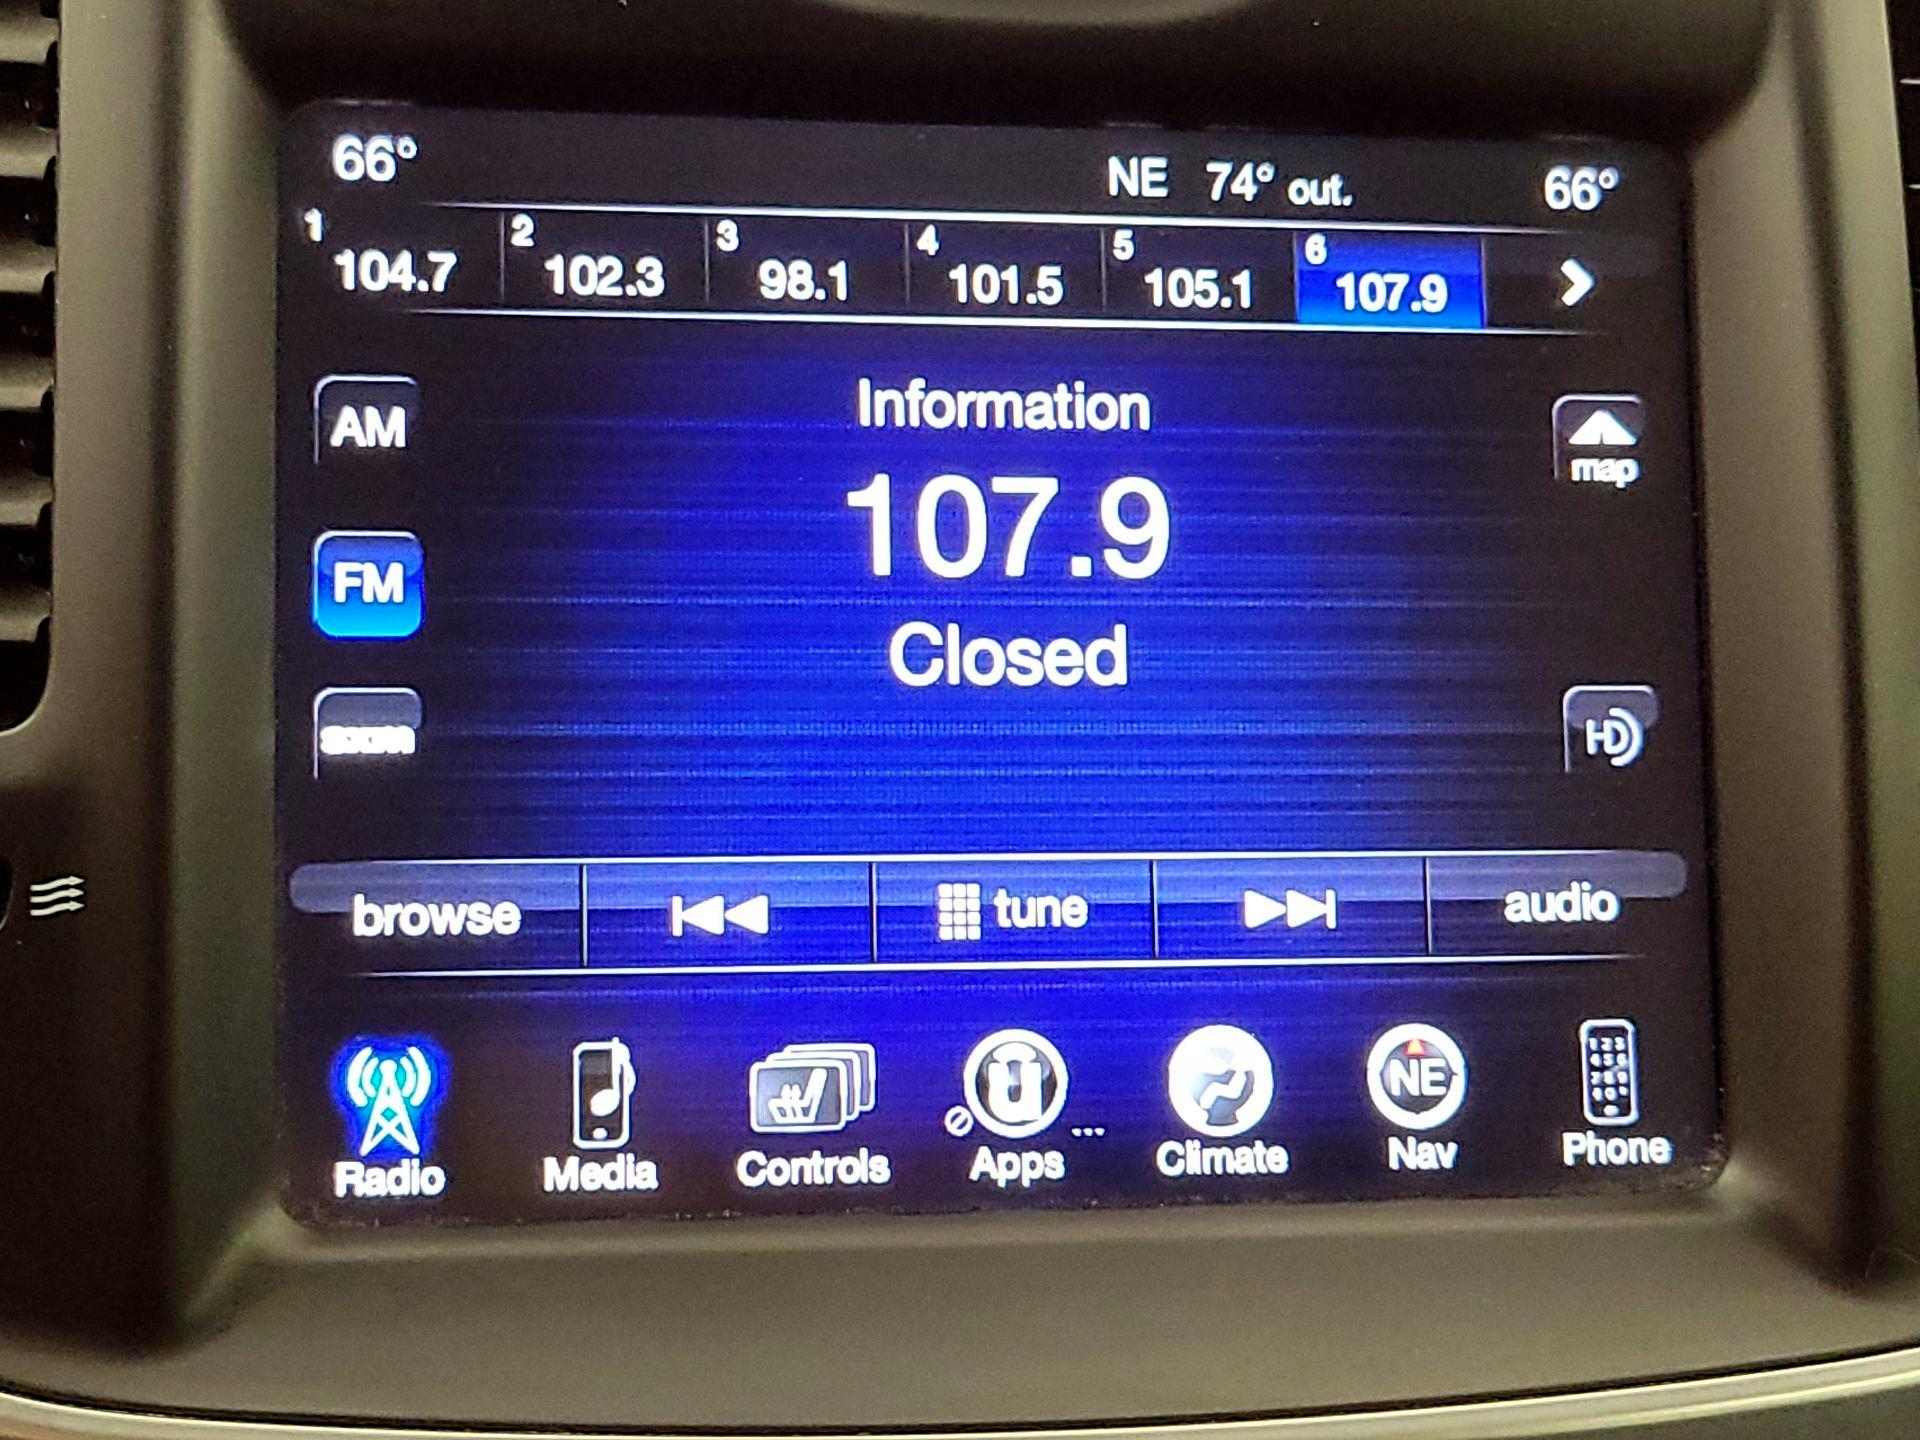 66° NE 74° out. 66°
1 104.7 2 102.3 3 98.1 4 101.5 5 105.1 6 107.9
AM
Information
map
107.9
FM
Closed
HD
browse tune audio
NE
Radio Media Controls Apps ... Climate Nav Phone